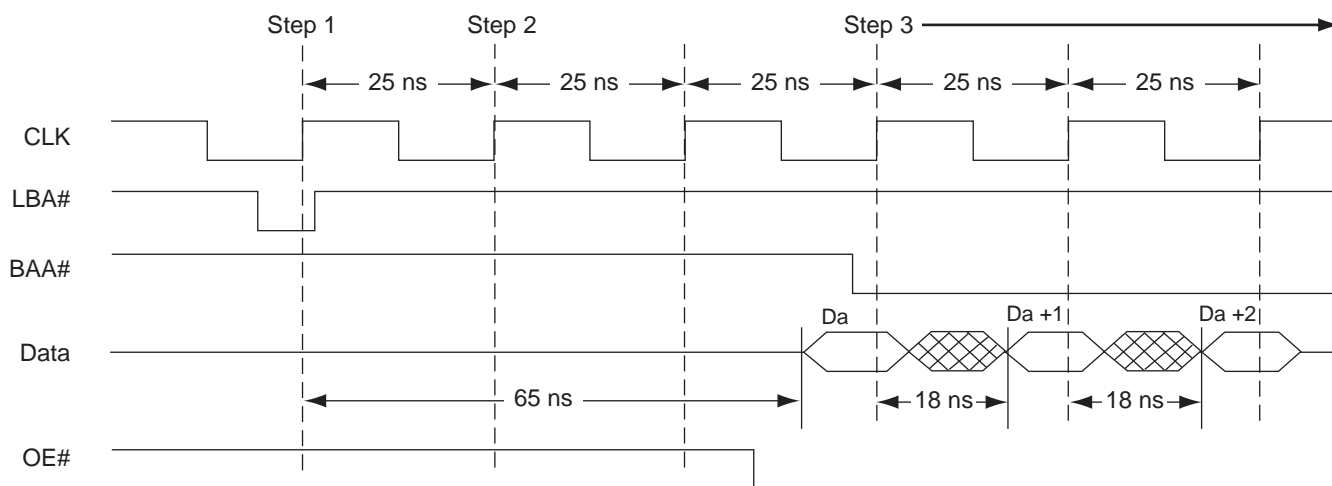 Step 1 Step 2 Step 3
25 ns 25 ns 25 ns 25 ns 25 ns
CLK
LBA#
BAA#
Da Da +1 Da +2
Data
65 ns 18 ns 18 ns
OE#